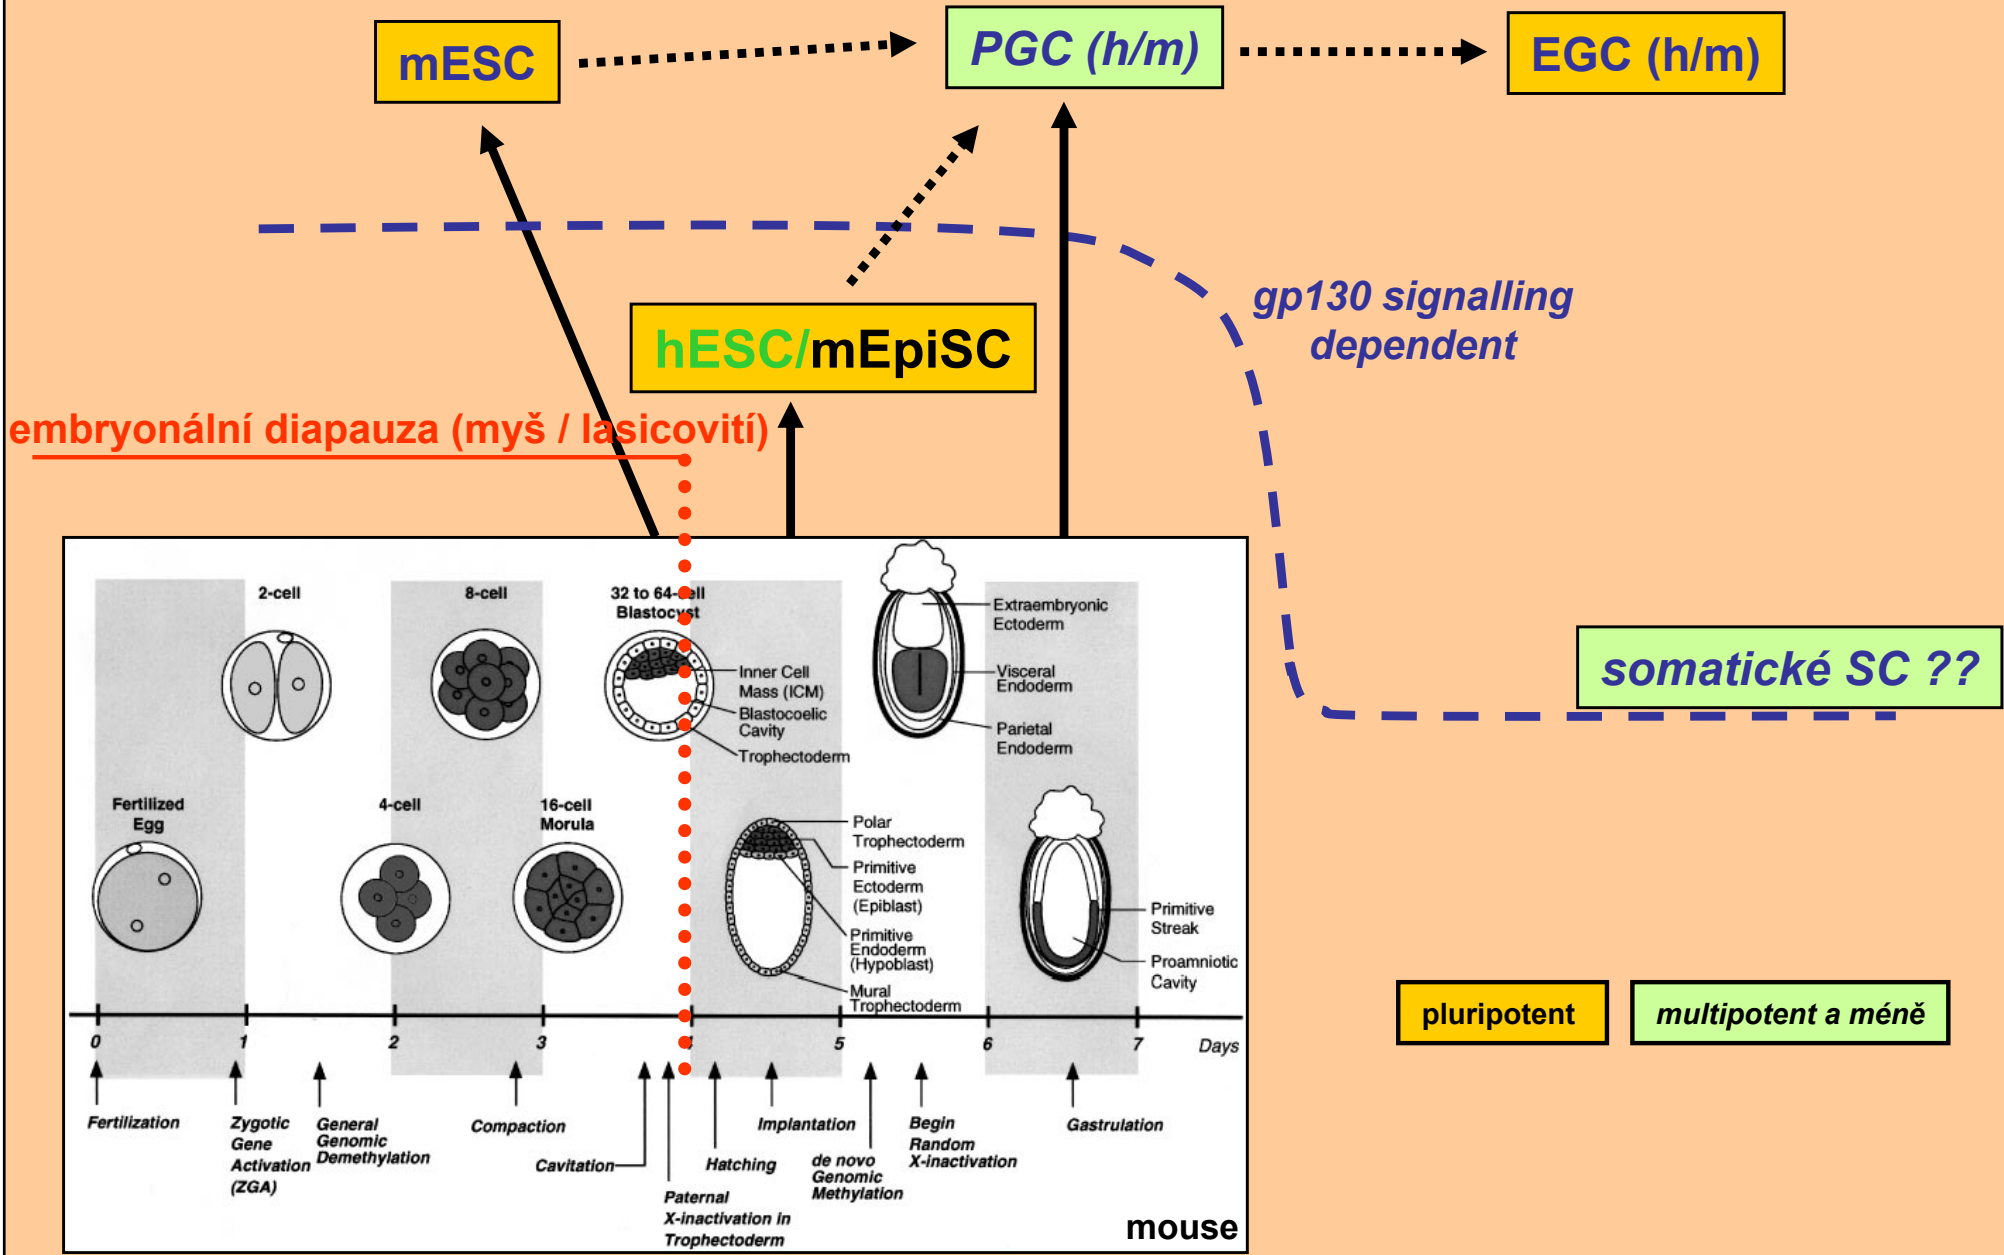 mESC
PGC (h/m)
EGC (h/m)
gp130 signalling
dependent
hESC/mEpiSC
embryonální diapauza (myš / lasicovití)
somatické SC ??
pluripotent
multipotent a méně
2-cell
8-cell
32 to 64-cell
Blastocyst
Inner Cell
Mass (ICM)
Blastocoelic
Cavity
Trophectoderm
Extraembryonic
Ectoderm
Visceral
Endoderm
Parietal
Endoderm
Fertilized
Egg
4-cell
16-cell
Morula
Polar
Trophectoderm
Primitive
Ectoderm
(Epiblast)
Primitive
Endoderm
(Hypoblast)
Mural
Trophectoderm
Primitive
Streak
Proamniotic
Cavity
0 1 2 3 4 5 6 7 Days
Fertilization
Zygotic
Gene
Activation
(ZGA)
General
Genomic
Demethylation
Compaction
Cavitation
Paternal
X-inactivation in
Trophectoderm
Hatching
Implantation
de novo
Genomic
Methylation
Begin
Random
X-inactivation
Gastrulation
mouse